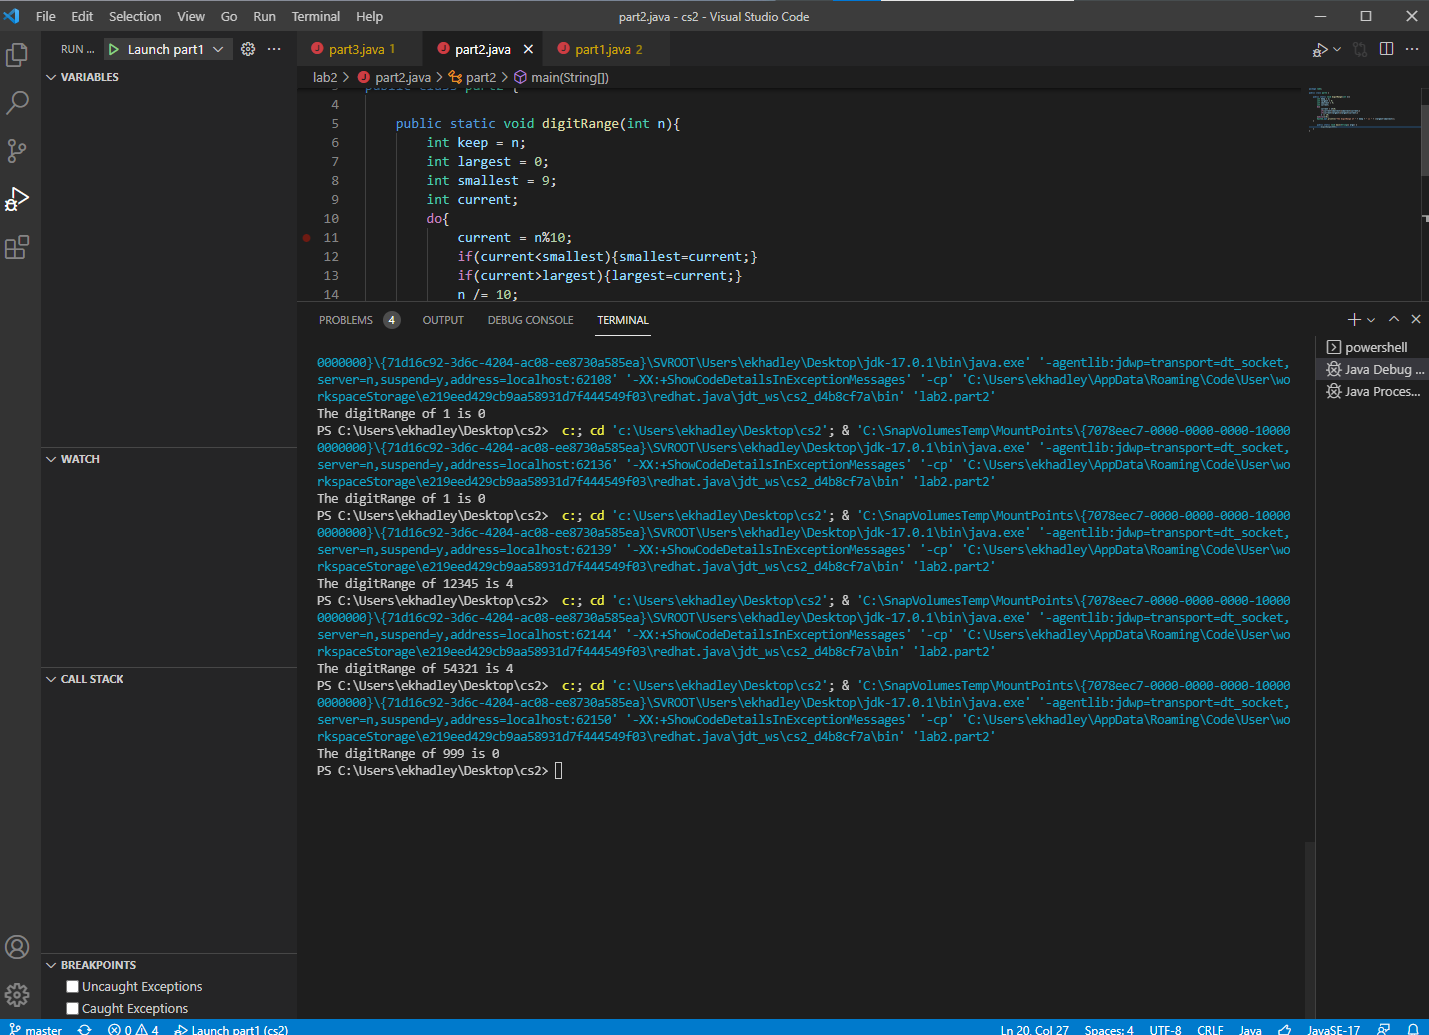 File Edit Selection View Go Run Terminal Help part2.java - cs2 - Visual Studio Code
RUN ... Launch part1 ...
part3.java 1 part2.java part1.java 2
lab2 > part2.java > part2 > main(String[])
VARIABLES
4
5 public static void digitRange(int n){
6 int keep = n;
7 int largest = 0;
8 int smallest = 9;
9 int current;
10 do{
11 current = n%10;
12 if(current<smallest){smallest=current;}
13 if(current>largest){largest=current;}
14 n /= 10;
PROBLEMS 4 OUTPUT DEBUG CONSOLE TERMINAL
0000000}\{71d16c92-3d6c-4204-ac08-ee8730a585ea}\SVROOT\Users\ekhadley\Desktop\jdk-17.0.1\bin\java.exe' '-agentlib:jdwp=transport=dt_socket,
server=n,suspend=y,address=localhost:62108' '-XX:+ShowCodeDetailsInExceptionMessages' '-cp' 'C:\Users\ekhadley\AppData\Roaming\Code\User\wo
rkspaceStorage\e219eed429cb9aa58931d7f444549f03\redhat.java\jdt_ws\cs2_d4b8cf7a\bin' 'lab2.part2'
The digitRange of 1 is 0
PS C:\Users\ekhadley\Desktop\cs2> c:; cd 'c:\Users\ekhadley\Desktop\cs2'; & 'C:\SnapVolumesTemp\MountPoints\{7078eec7-0000-0000-0000-10000
0000000}\{71d16c92-3d6c-4204-ac08-ee8730a585ea}\SVROOT\Users\ekhadley\Desktop\jdk-17.0.1\bin\java.exe' '-agentlib:jdwp=transport=dt_socket,
server=n,suspend=y,address=localhost:62136' '-XX:+ShowCodeDetailsInExceptionMessages' '-cp' 'C:\Users\ekhadley\AppData\Roaming\Code\User\wo
rkspaceStorage\e219eed429cb9aa58931d7f444549f03\redhat.java\jdt_ws\cs2_d4b8cf7a\bin' 'lab2.part2'
The digitRange of 1 is 0
PS C:\Users\ekhadley\Desktop\cs2> c:; cd 'c:\Users\ekhadley\Desktop\cs2'; & 'C:\SnapVolumesTemp\MountPoints\{7078eec7-0000-0000-0000-10000
0000000}\{71d16c92-3d6c-4204-ac08-ee8730a585ea}\SVROOT\Users\ekhadley\Desktop\jdk-17.0.1\bin\java.exe' '-agentlib:jdwp=transport=dt_socket,
server=n,suspend=y,address=localhost:62139' '-XX:+ShowCodeDetailsInExceptionMessages' '-cp' 'C:\Users\ekhadley\AppData\Roaming\Code\User\wo
rkspaceStorage\e219eed429cb9aa58931d7f444549f03\redhat.java\jdt_ws\cs2_d4b8cf7a\bin' 'lab2.part2'
The digitRange of 12345 is 4
PS C:\Users\ekhadley\Desktop\cs2> c:; cd 'c:\Users\ekhadley\Desktop\cs2'; & 'C:\SnapVolumesTemp\MountPoints\{7078eec7-0000-0000-0000-10000
0000000}\{71d16c92-3d6c-4204-ac08-ee8730a585ea}\SVROOT\Users\ekhadley\Desktop\jdk-17.0.1\bin\java.exe' '-agentlib:jdwp=transport=dt_socket,
server=n,suspend=y,address=localhost:62144' '-XX:+ShowCodeDetailsInExceptionMessages' '-cp' 'C:\Users\ekhadley\AppData\Roaming\Code\User\wo
rkspaceStorage\e219eed429cb9aa58931d7f444549f03\redhat.java\jdt_ws\cs2_d4b8cf7a\bin' 'lab2.part2'
The digitRange of 54321 is 4
PS C:\Users\ekhadley\Desktop\cs2> c:; cd 'c:\Users\ekhadley\Desktop\cs2'; & 'C:\SnapVolumesTemp\MountPoints\{7078eec7-0000-0000-0000-10000
0000000}\{71d16c92-3d6c-4204-ac08-ee8730a585ea}\SVROOT\Users\ekhadley\Desktop\jdk-17.0.1\bin\java.exe' '-agentlib:jdwp=transport=dt_socket,
server=n,suspend=y,address=localhost:62150' '-XX:+ShowCodeDetailsInExceptionMessages' '-cp' 'C:\Users\ekhadley\AppData\Roaming\Code\User\wo
rkspaceStorage\e219eed429cb9aa58931d7f444549f03\redhat.java\jdt_ws\cs2_d4b8cf7a\bin' 'lab2.part2'
The digitRange of 999 is 0
PS C:\Users\ekhadley\Desktop\cs2>
powershell
Java Debug ...
Java Proces...
WATCH
CALL STACK
BREAKPOINTS
Uncaught Exceptions
Caught Exceptions
master 0 4 Launch part1 (cs2) Ln 20, Col 27 Spaces: 4 UTF-8 CRLF Java JavaSE-17